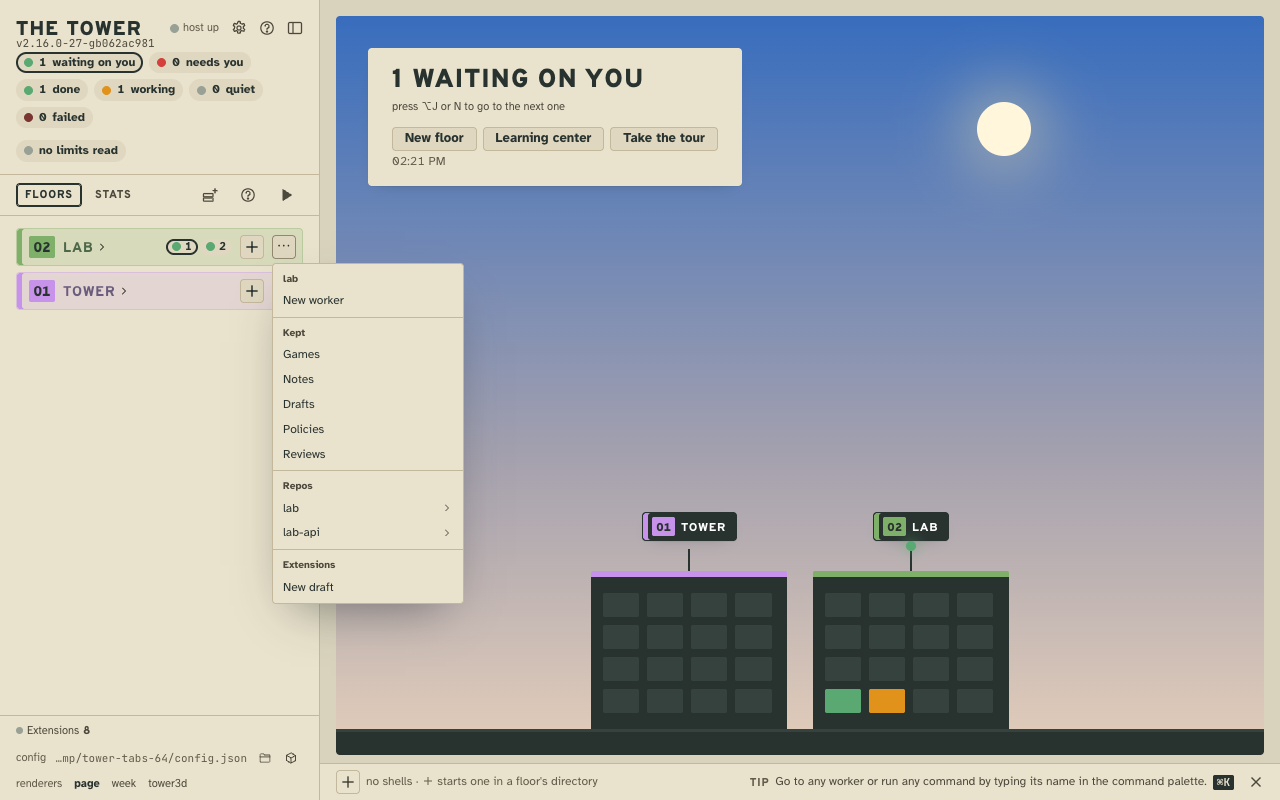 THE TOWER
host up
v2.16.0-27-gb062ac981
1 waiting on you
0 needs you
1 done
1 working
0 quiet
0 failed
no limits read
FLOORS
STATS
02 LAB
1
2
01 TOWER
lab
New worker
Kept
Games
Notes
Drafts
Policies
Reviews
Repos
lab
lab-api
Extensions
New draft
1 WAITING ON YOU
press ⌥J or N to go to the next one
New floor
Learning center
Take the tour
02:21 PM
01 TOWER
02 LAB
Extensions 8
config …mp/tower-tabs-64/config.json
renderers page week tower3d
no shells · + starts one in a floor's directory
TIP Go to any worker or run any command by typing its name in the command palette. ⌘K